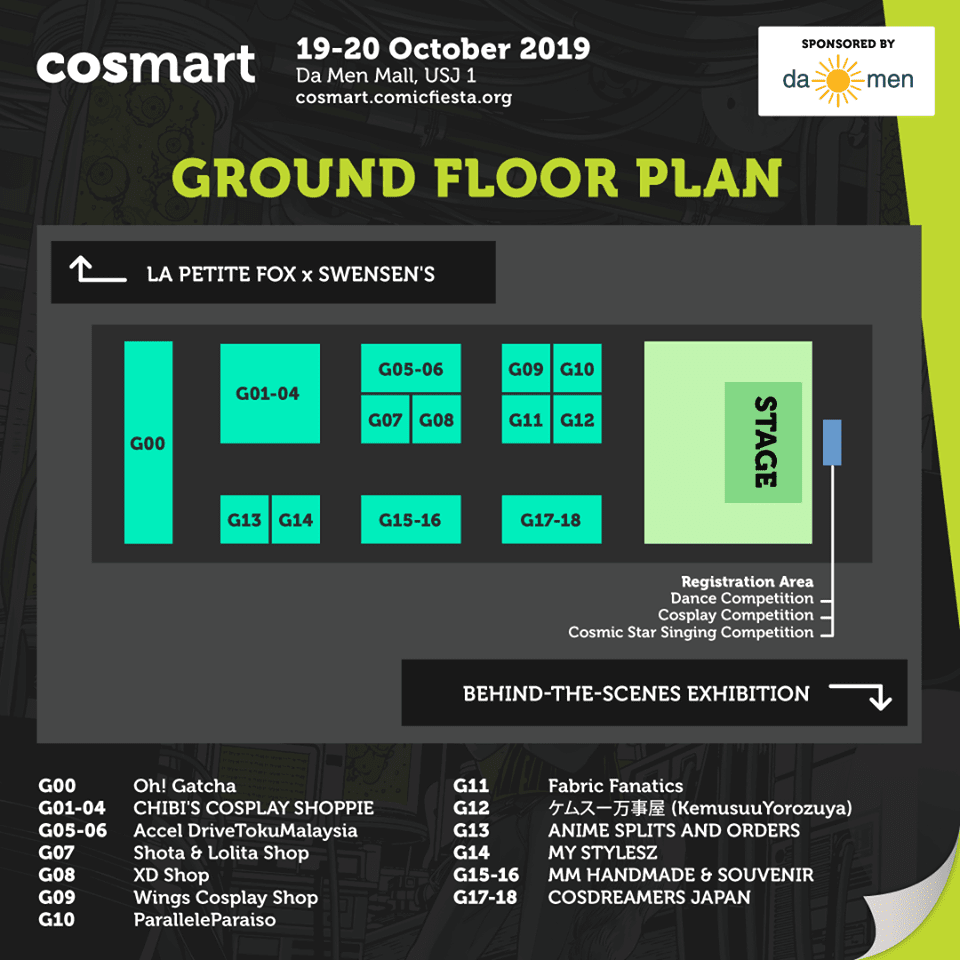 cosmart
19-20 October 2019
Da Men Mall, USJ 1
cosmart.comicfiesta.org
SPONSORED BY
da men
GROUND FLOOR PLAN
LA PETITE FOX x SWENSEN'S
G00
G01-04
G05-06
G07 G08
G09 G10
G11 G12
G13 G14
G15-16
G17-18
STAGE
Registration Area
Dance Competition
Cosplay Competition
Cosmic Star Singing Competition
BEHIND-THE-SCENES EXHIBITION
G00 Oh! Gatcha
G01-04 CHIBI'S COSPLAY SHOPPIE
G05-06 Accel DriveTokuMalaysia
G07 Shota & Lolita Shop
G08 XD Shop
G09 Wings Cosplay Shop
G10 ParalleleParaiso
G11 Fabric Fanatics
G12 ケムスー万事屋 (KemusuuYorozuya)
G13 ANIME SPLITS AND ORDERS
G14 MY STYLESZ
G15-16 MM HANDMADE & SOUVENIR
G17-18 COSDREAMERS JAPAN